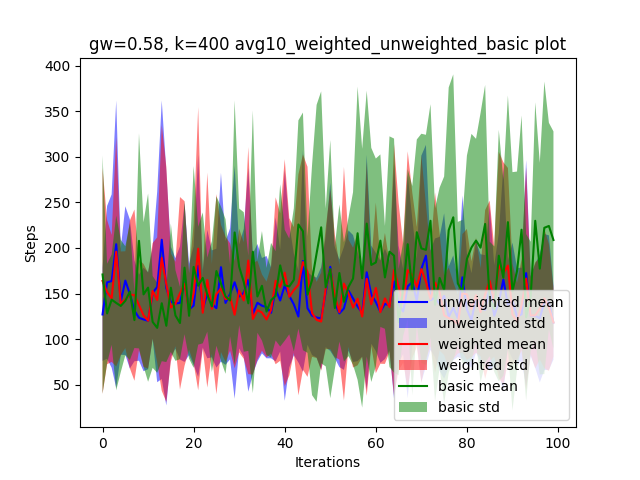 gw=0.58, k=400 avg10_weighted_unweighted_basic plot
400
350
300
250
200
150
100
50
Steps
0
20
40
60
80
100
Iterations
unweighted mean
unweighted std
weighted mean
weighted std
basic mean
basic std